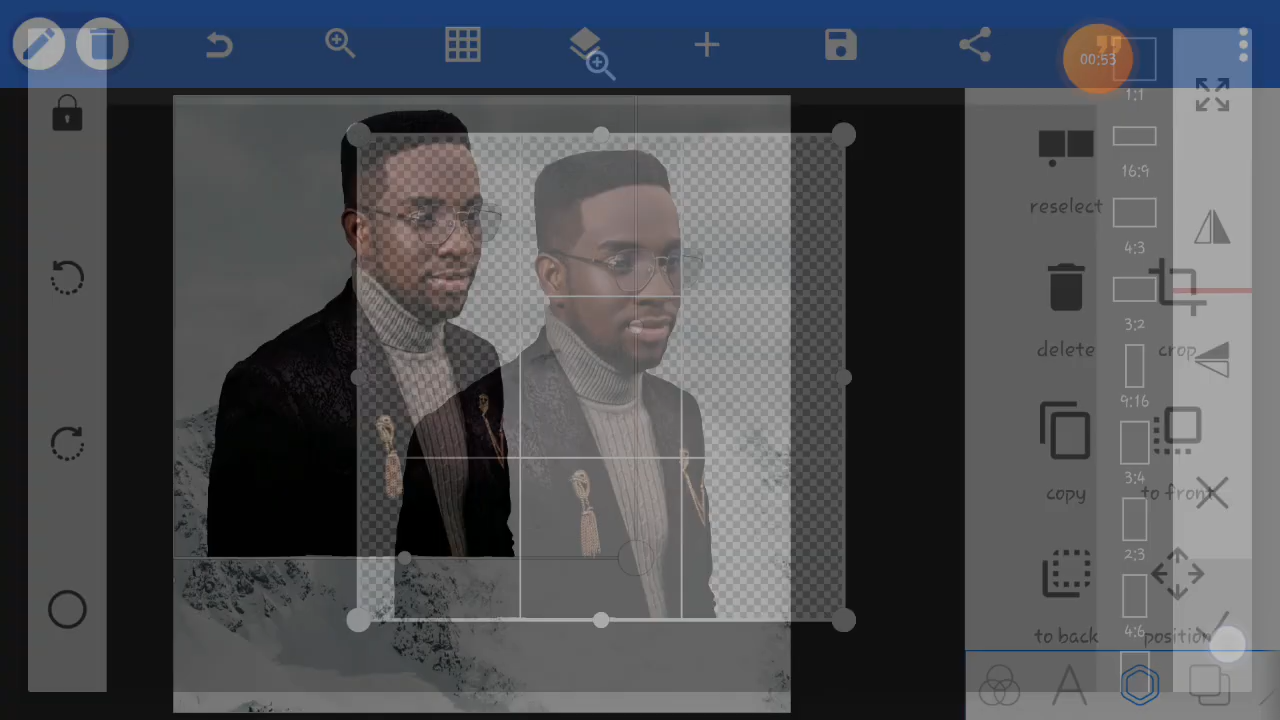 00:53
1:1
16:9
reselect
4:3
3:2
delete
crop
9:16
3:4
copy
to front
2:3
4:6
to back
position